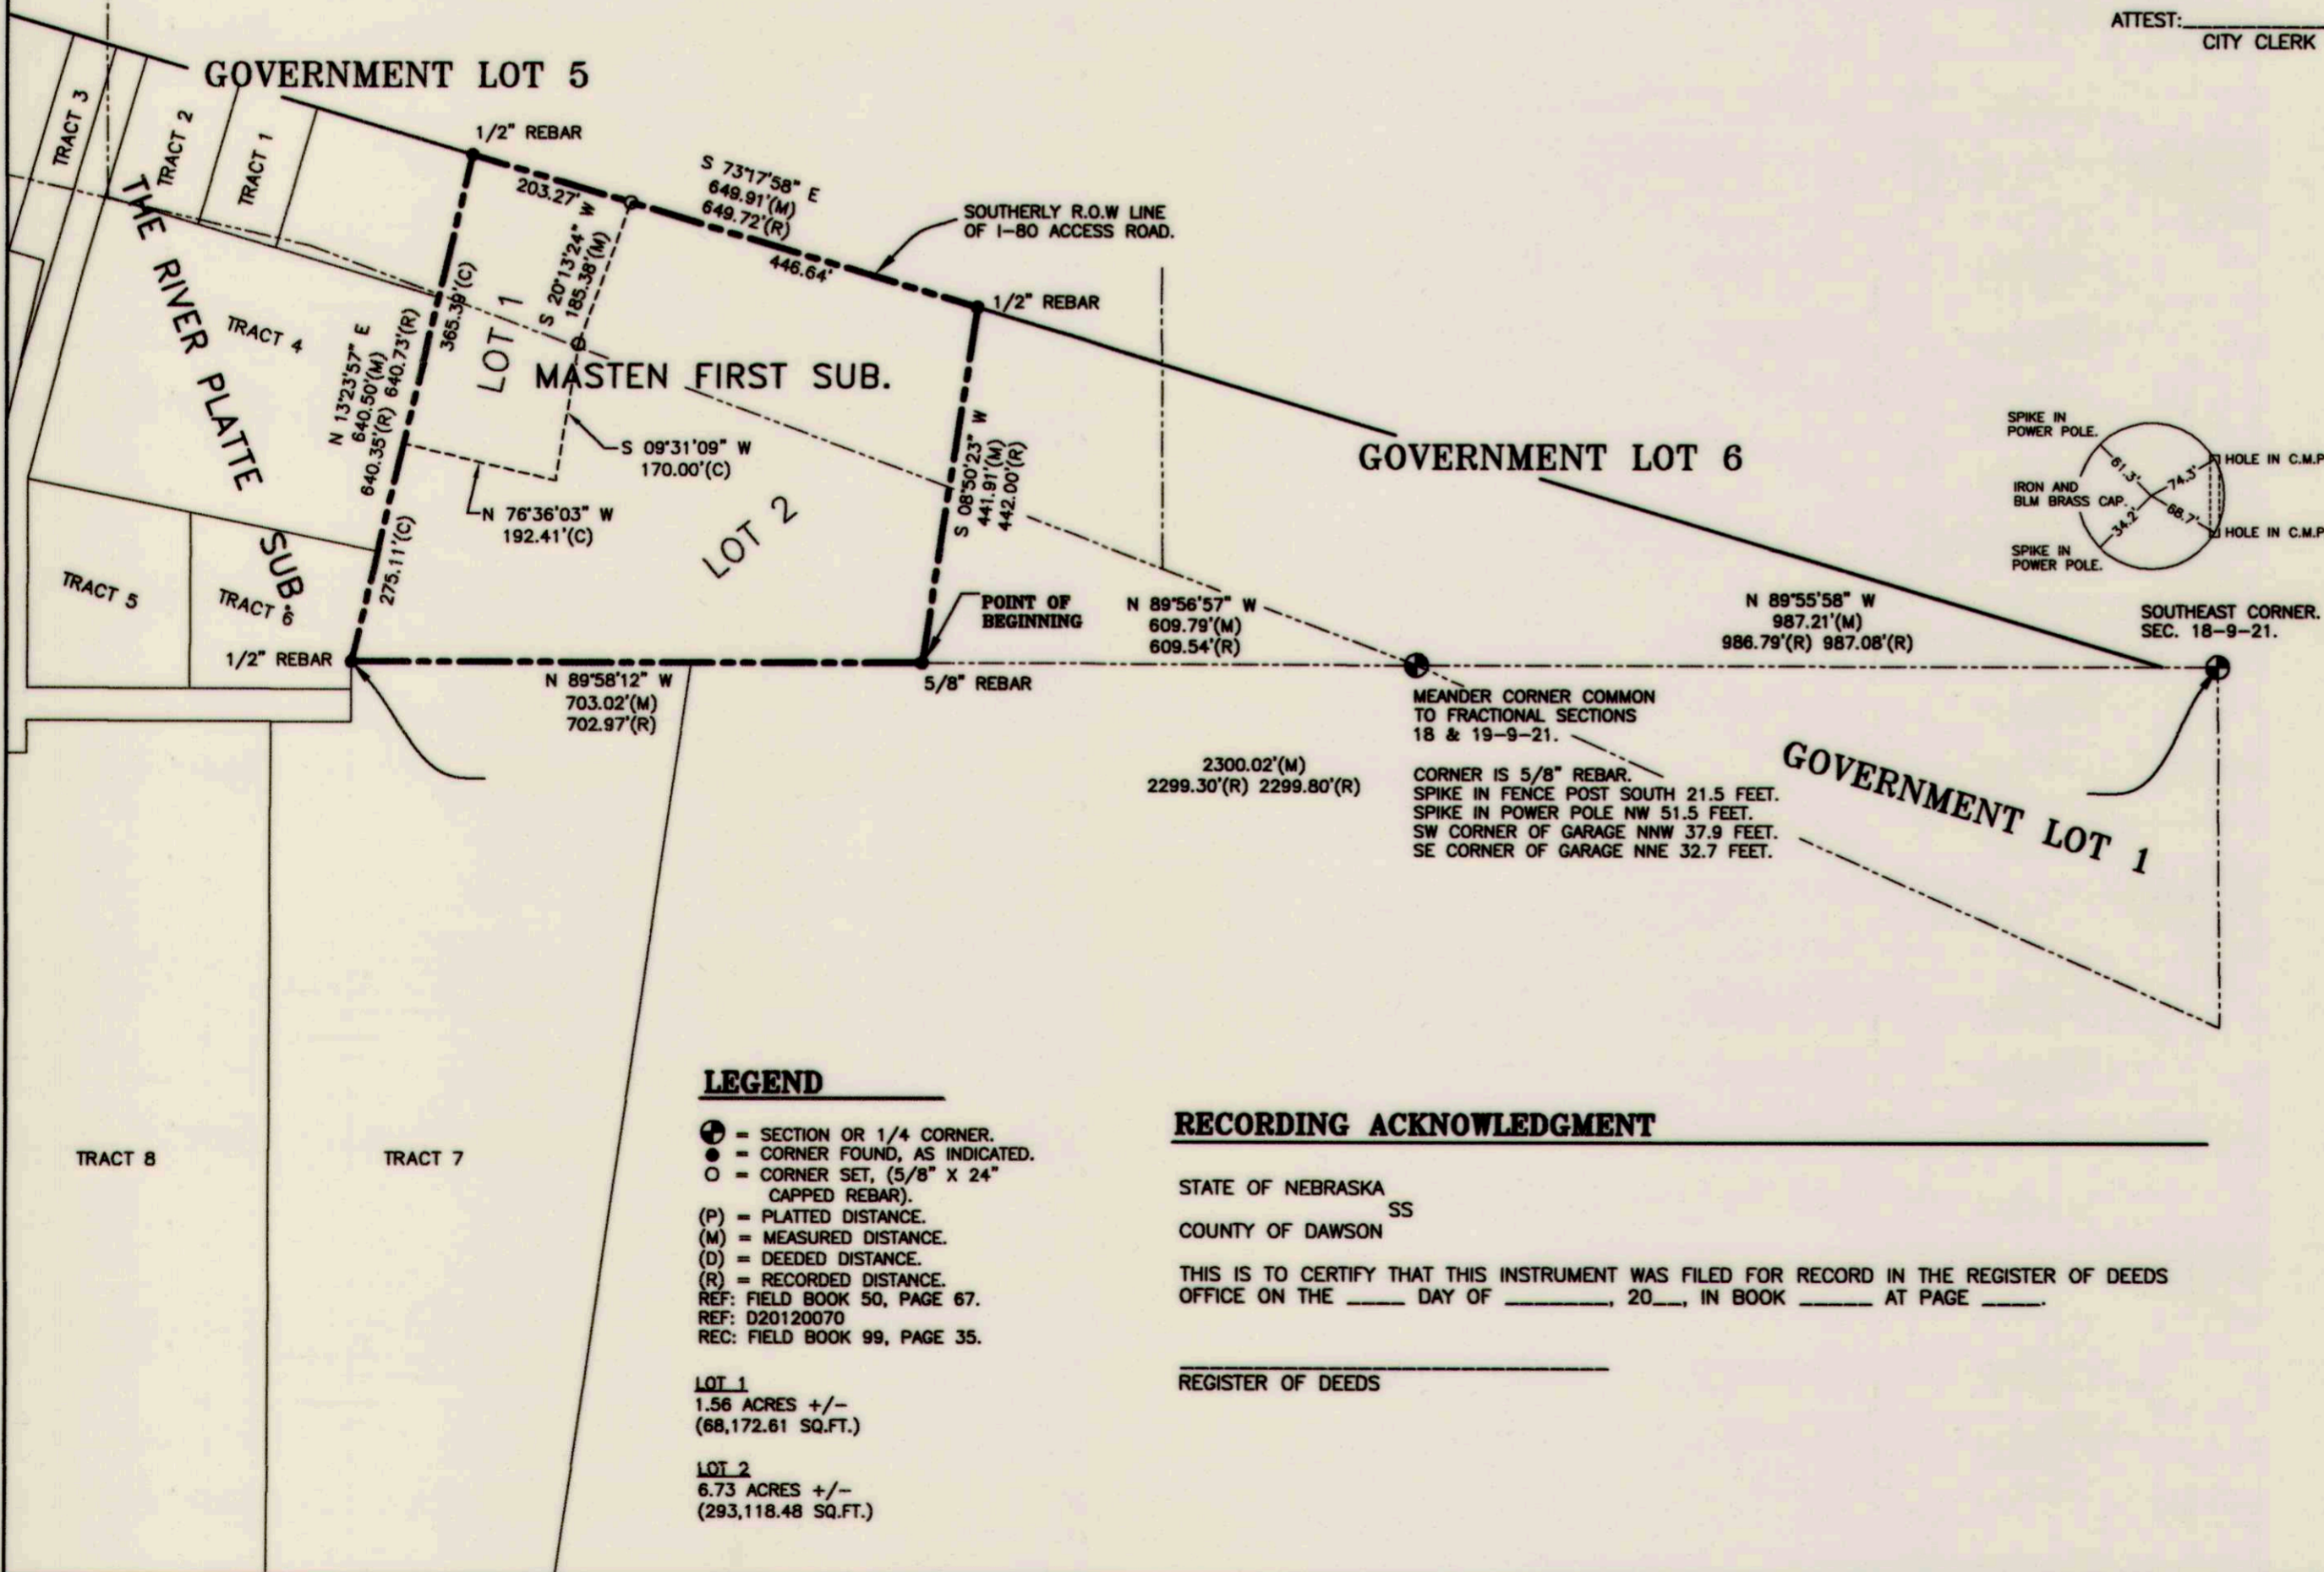 ATTEST:
CITY CLERK
GOVERNMENT LOT 5
TRACT 3
TRACT 2
TRACT 1
1/2" REBAR
203.27'
S 73°17'58" E
649.91'(M)
649.72'(R)
446.64'
SOUTHERLY R.O.W LINE
OF I-80 ACCESS ROAD.
1/2" REBAR
THE RIVER PLATTE SUB.
TRACT 4
N 13°23'57" E
640.50'(M)
640.35'(R) 640.73'(R)
365.39'(C)
275.11'(C)
LOT 1
S 20°13'24" W
185.38'(M)
MASTEN FIRST SUB.
S 09°31'09" W
170.00'(C)
N 76°36'03" W
192.41'(C)
LOT 2
S 08°50'23" W
441.91'(M)
442.00'(R)
GOVERNMENT LOT 6
SPIKE IN
POWER POLE.
61.3'
74.3'
HOLE IN C.M.P
IRON AND
BLM BRASS CAP.
34.2'
68.7'
HOLE IN C.M.P
SPIKE IN
POWER POLE.
TRACT 5
TRACT 6
1/2" REBAR
POINT OF
BEGINNING
N 89°56'57" W
609.79'(M)
609.54'(R)
N 89°55'58" W
987.21'(M)
986.79'(R) 987.08'(R)
SOUTHEAST CORNER.
SEC. 18-9-21.
N 89°58'12" W
703.02'(M)
702.97'(R)
5/8" REBAR
MEANDER CORNER COMMON
TO FRACTIONAL SECTIONS
18 & 19-9-21.
2300.02'(M)
2299.30'(R) 2299.80'(R)
CORNER IS 5/8" REBAR.
SPIKE IN FENCE POST SOUTH 21.5 FEET.
SPIKE IN POWER POLE NW 51.5 FEET.
SW CORNER OF GARAGE NNW 37.9 FEET.
SE CORNER OF GARAGE NNE 32.7 FEET.
GOVERNMENT LOT 1
TRACT 8
TRACT 7
LEGEND
= SECTION OR 1/4 CORNER.
● = CORNER FOUND, AS INDICATED.
O = CORNER SET, (5/8" X 24"
CAPPED REBAR).
(P) = PLATTED DISTANCE.
(M) = MEASURED DISTANCE.
(D) = DEEDED DISTANCE.
(R) = RECORDED DISTANCE.
REF: FIELD BOOK 50, PAGE 67.
REF: D20120070
REC: FIELD BOOK 99, PAGE 35.
LOT 1
1.56 ACRES +/-
(68,172.61 SQ.FT.)
LOT 2
6.73 ACRES +/-
(293,118.48 SQ.FT.)
RECORDING ACKNOWLEDGMENT
STATE OF NEBRASKA
SS
COUNTY OF DAWSON
THIS IS TO CERTIFY THAT THIS INSTRUMENT WAS FILED FOR RECORD IN THE REGISTER OF DEEDS
OFFICE ON THE ____ DAY OF ________, 20__, IN BOOK _____ AT PAGE ____.
REGISTER OF DEEDS